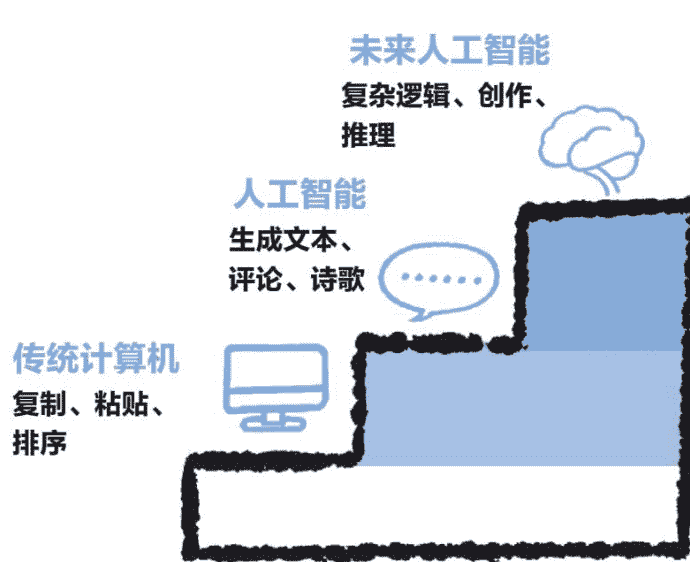 未来人工智能
复杂逻辑、创作、
推理
人工智能
生成文本、
评论、诗歌
传统计算机
复制、粘贴、
排序